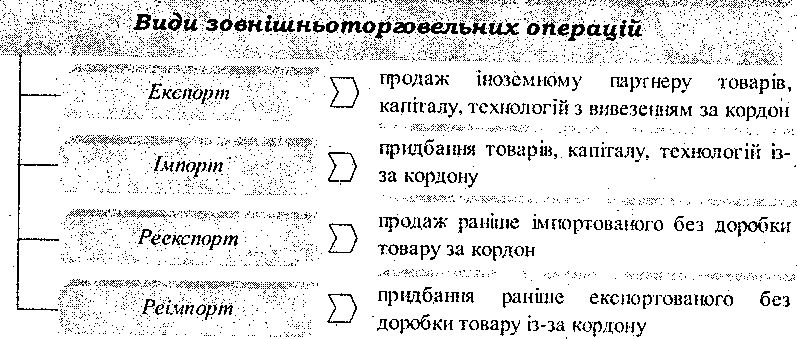 Види зовнішньоторговельних операцій
Експорт
продаж іноземному партнеру товарів,
капіталу, технологій з вивезенням за кордон
Імпорт
придбання товарів, капіталу, технологій із-
за кордону
Реекспорт
продаж раніше імпортованого без доробки
товару за кордон
Реімпорт
придбання раніше експортованого без
доробки товару із-за кордону